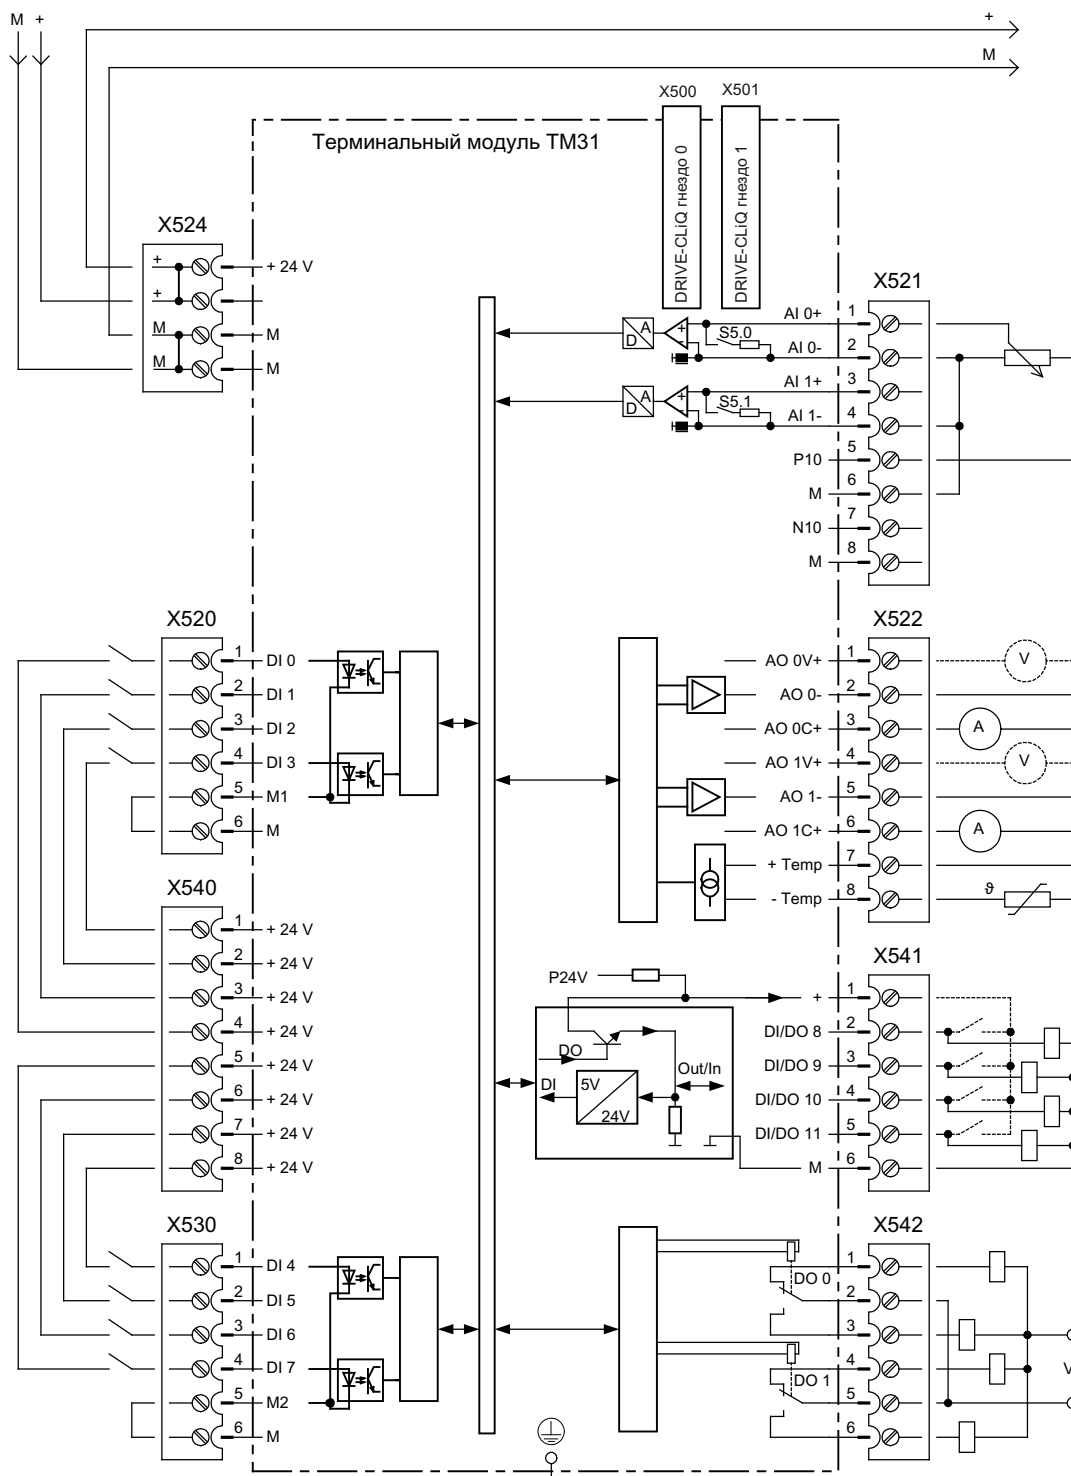 M +
+
M
X500 X501
Терминальный модуль TM31
DRIVE-CLiQ гнездо 0
DRIVE-CLiQ гнездо 1
X524
+ + 24 V
+
M M
M M
X521
AI 0+ 1
S5.0
AI 0- 2
AI 1+ 3
S5.1
AI 1- 4
P10 5
M 6
N10 7
M 8
A
D
+
-
A
D
+
-
X520
1 DI 0
2 DI 1
3 DI 2
4 DI 3
5 M1
6 M
X522
AO 0V+ 1 V
AO 0- 2
AO 0C+ 3 A
AO 1V+ 4 V
AO 1- 5
AO 1C+ 6 A
+ Temp 7
- Temp 8 ϑ
X540
1 + 24 V
2 + 24 V
3 + 24 V
4 + 24 V
5 + 24 V
6 + 24 V
7 + 24 V
8 + 24 V
X541
P24V
+ 1
DI/DO 8 2
DI/DO 9 3
DI/DO 10 4
DI/DO 11 5
M 6
DO
DI
5V
24V
Out/In
X530
1 DI 4
2 DI 5
3 DI 6
4 DI 7
5 M2
6 M
X542
1
DO 0
2
3
4
DO 1
5
6
V